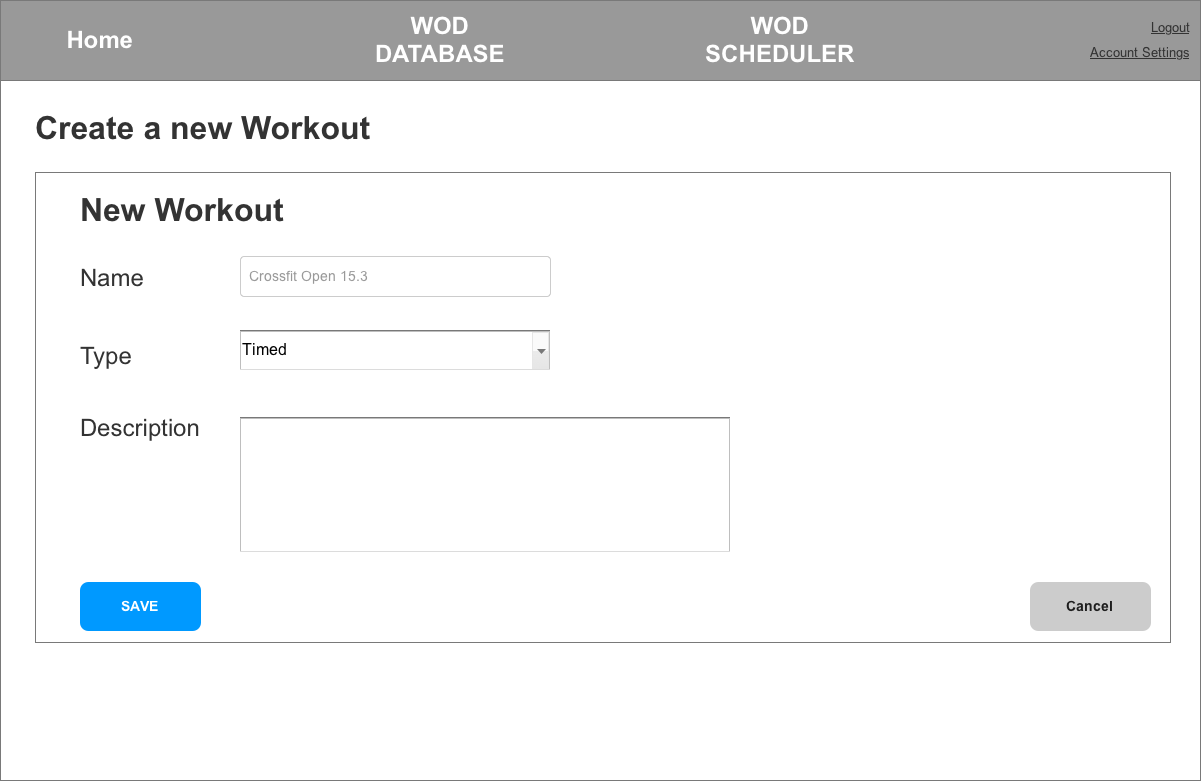 Home
WOD
DATABASE
WOD
SCHEDULER
Logout
Account Settings
Create a new Workout
New Workout
Name
Crossfit Open 15.3
Type
Timed
Description
SAVE
Cancel